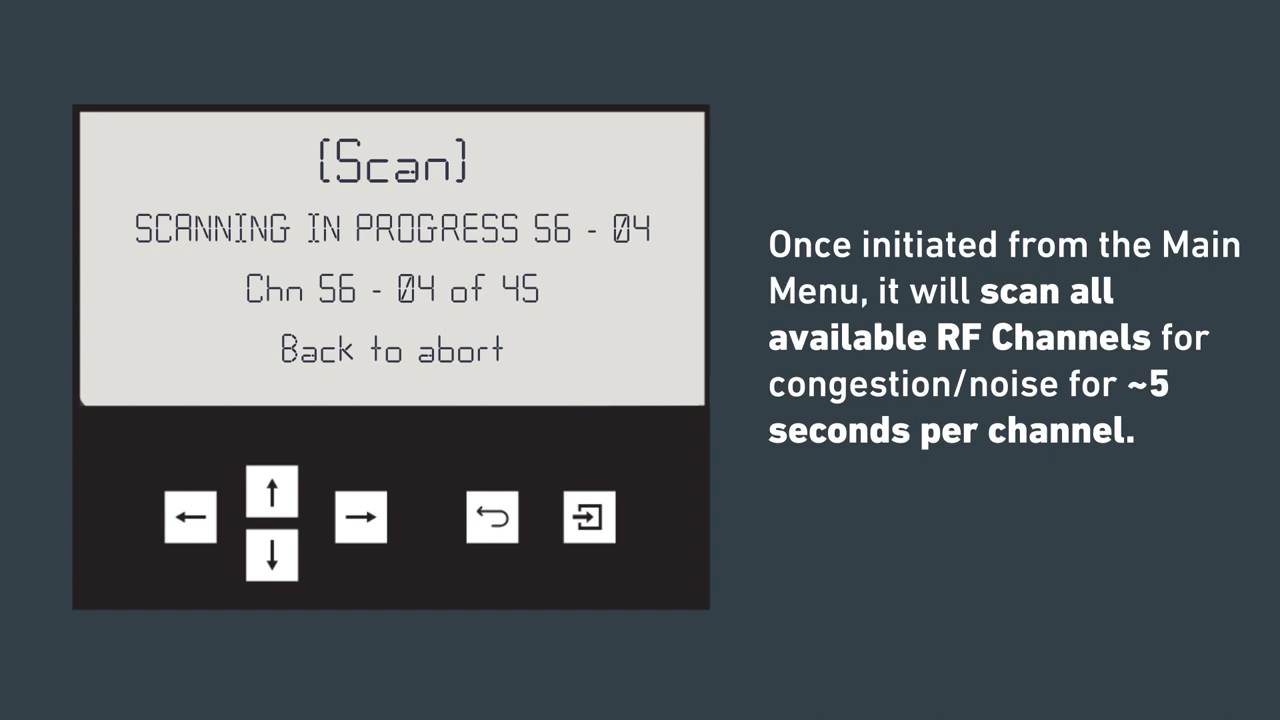 [Scan]
SCANNING IN PROGRESS 56 - 04
Chn 56 - 04 of 45
Back to abort
Once initiated from the Main
Menu, it will scan all
available RF Channels for
congestion/noise for ~5
seconds per channel.